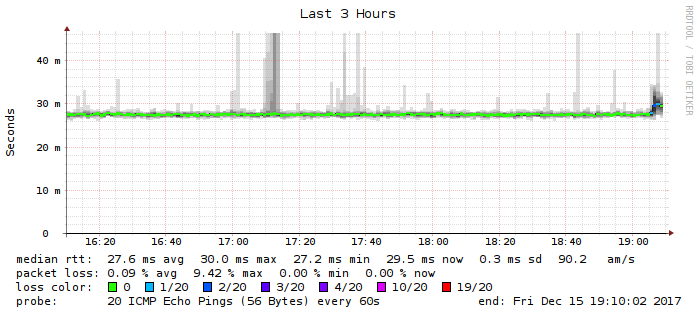 Last 3 Hours
RRDTOOL / TOBI OETIKER
Seconds
40 m
30 m
20 m
10 m
0
16:20 16:40 17:00 17:20 17:40 18:00 18:20 18:40 19:00
median rtt: 27.6 ms avg 30.0 ms max 27.2 ms min 29.5 ms now 0.3 ms sd 90.2 am/s
packet loss: 0.09 % avg 9.42 % max 0.00 % min 0.00 % now
loss color: 0 1/20 2/20 3/20 4/20 10/20 19/20
probe: 20 ICMP Echo Pings (56 Bytes) every 60s end: Fri Dec 15 19:10:02 2017